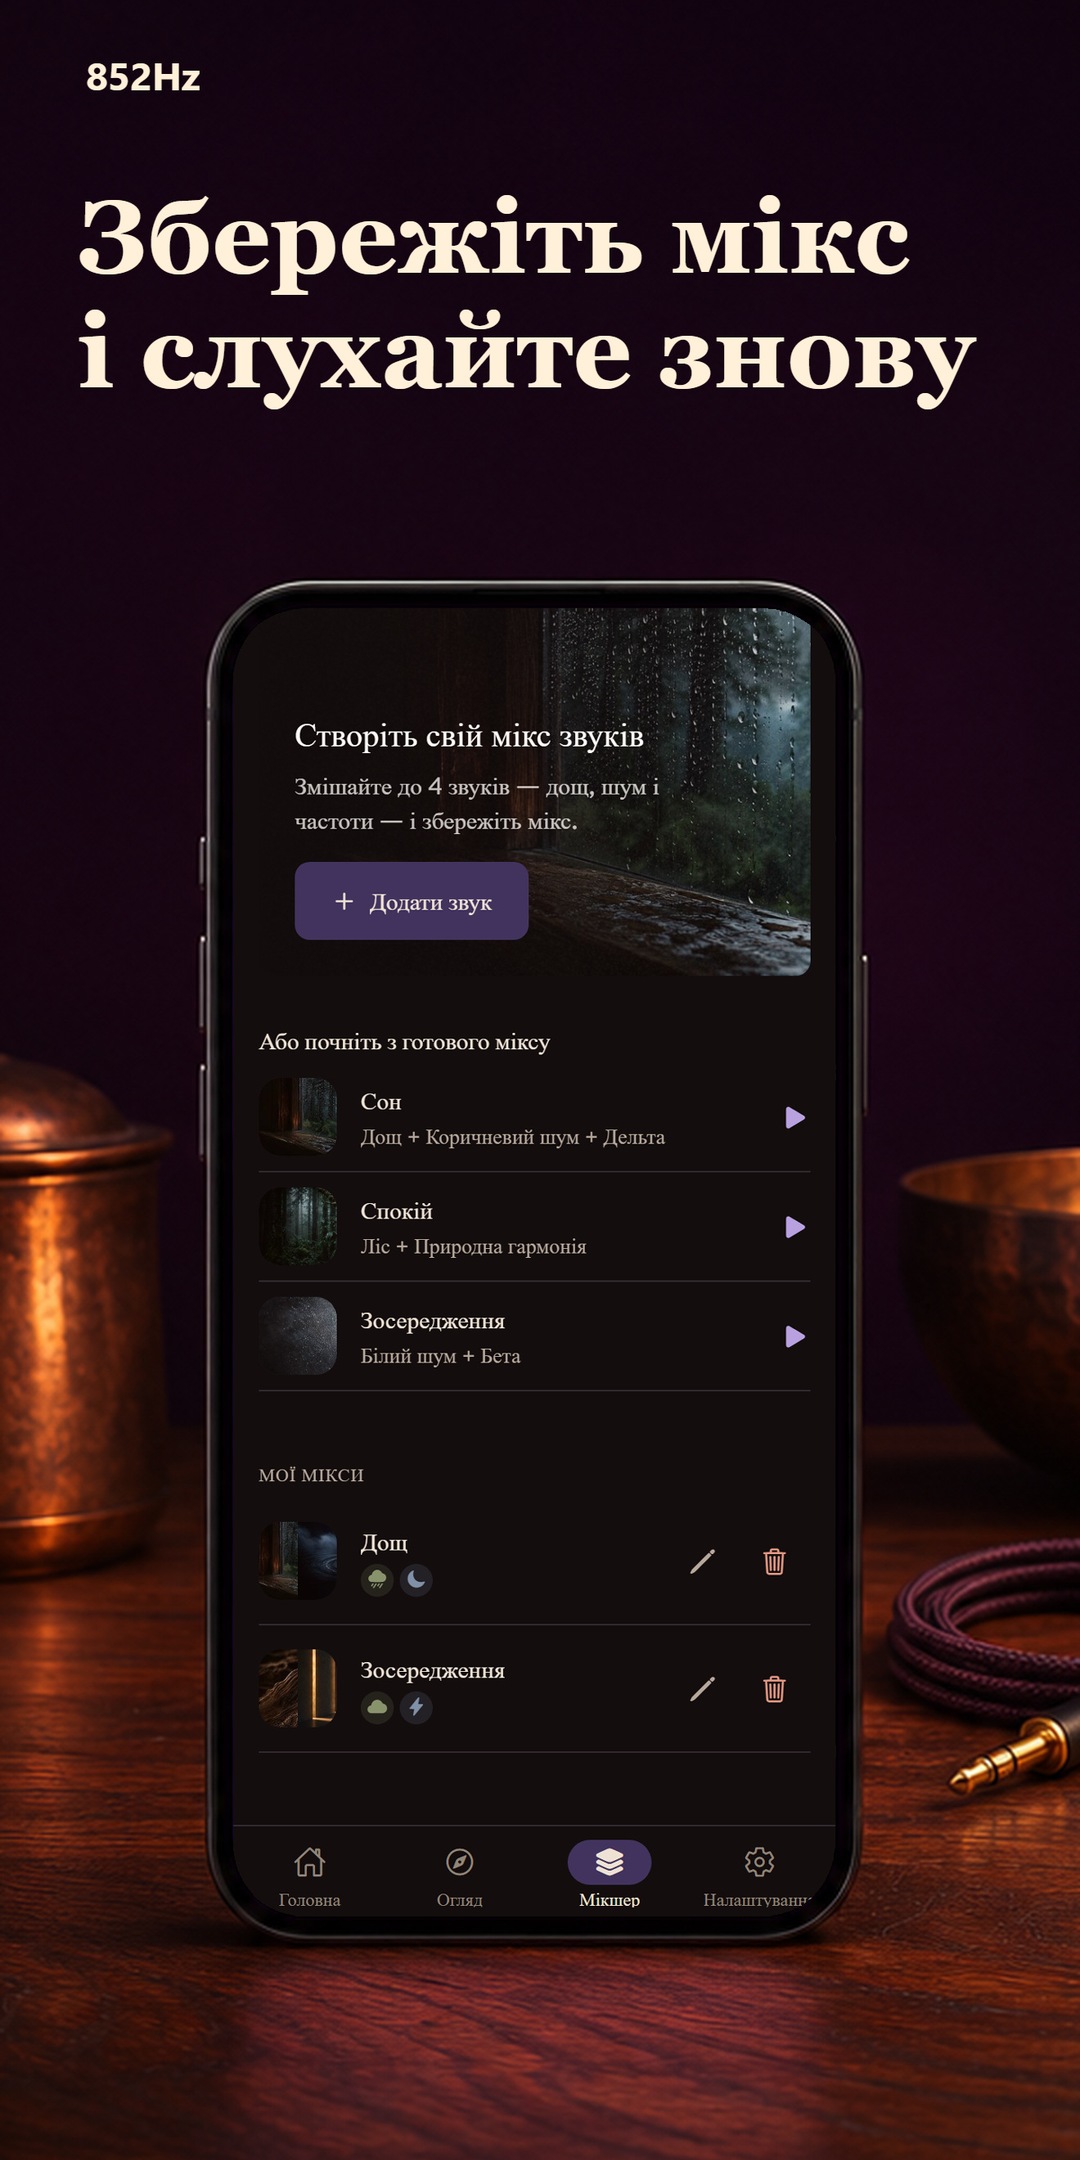 852Hz
Збережіть мікс
і слухайте знову
Створіть свій мікс звуків
Змішайте до 4 звуків — дощ, шум і
частоти — і збережіть мікс.
+ Додати звук
Або почніть з готового міксу
Сон
Дощ + Коричневий шум + Дельта
Спокій
Ліс + Природна гармонія
Зосередження
Білий шум + Бета
МОЇ МІКСИ
Дощ
Зосередження
Головна
Огляд
Мікшер